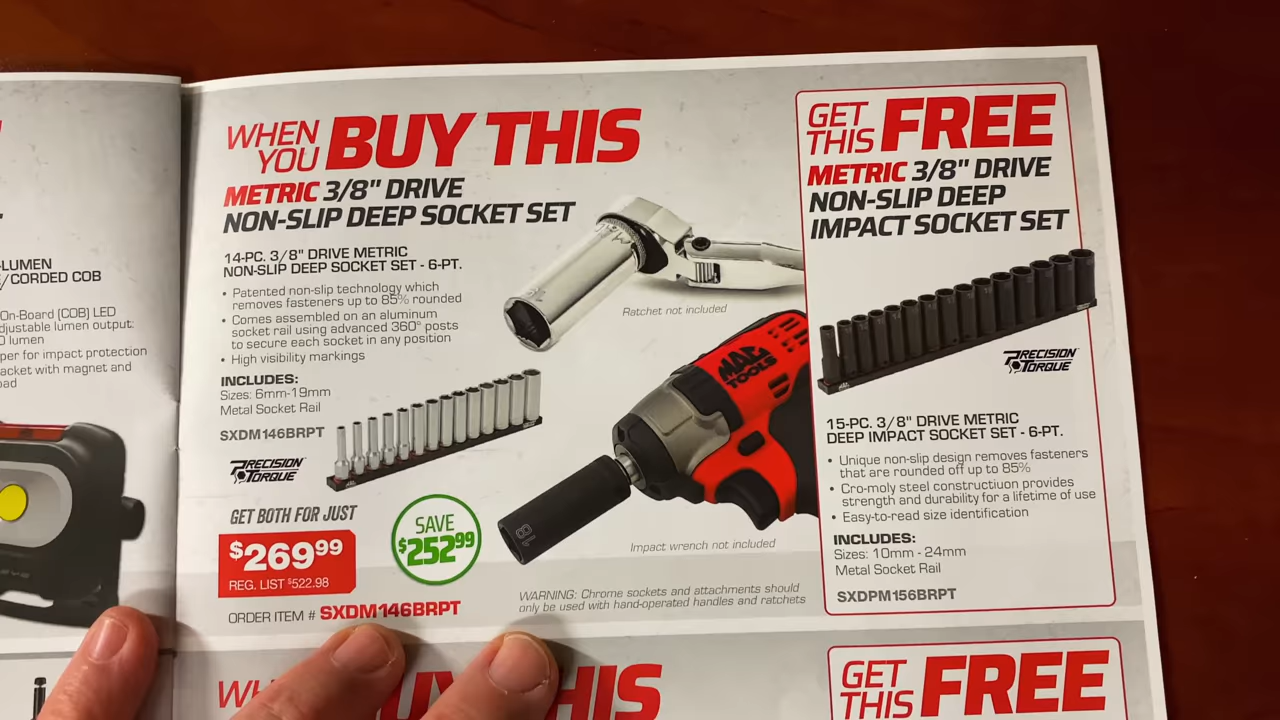 -LUMEN
E/CORDED COB
On-Board (COB) LED
djustable lumen output:
0 lumen
per for impact protection
acket with magnet and
oad
WHEN YOU BUY THIS
METRIC 3/8" DRIVE
NON-SLIP DEEP SOCKET SET
14-PC. 3/8" DRIVE METRIC
NON-SLIP DEEP SOCKET SET - 6-PT.
• Patented non-slip technology which
removes fasteners up to 85% rounded
• Comes assembled on an aluminum
socket rail using advanced 360° posts
to secure each socket in any position
• High visibility markings
INCLUDES:
Sizes: 6mm-19mm
Metal Socket Rail
SXDM146BRPT
PRECISION
TORQUE
GET BOTH FOR JUST
$269.99
REG. LIST $522.98
SAVE
$252.99
ORDER ITEM # SXDM146BRPT
Ratchet not included
MAC
TOOLS
18
Impact wrench not included
WARNING: Chrome sockets and attachments should
only be used with hand-operated handles and ratchets
GET THIS FREE
METRIC 3/8" DRIVE
NON-SLIP DEEP
IMPACT SOCKET SET
PRECISION
TORQUE
15-PC. 3/8" DRIVE METRIC
DEEP IMPACT SOCKET SET - 6-PT.
• Unique non-slip design removes fasteners
that are rounded off up to 85%
• Cro-moly steel constructiuon provides
strength and durability for a lifetime of use
• Easy-to-read size identification
INCLUDES:
Sizes: 10mm - 24mm
Metal Socket Rail
SXDPM156BRPT
WH BUY THIS
GET THIS FREE